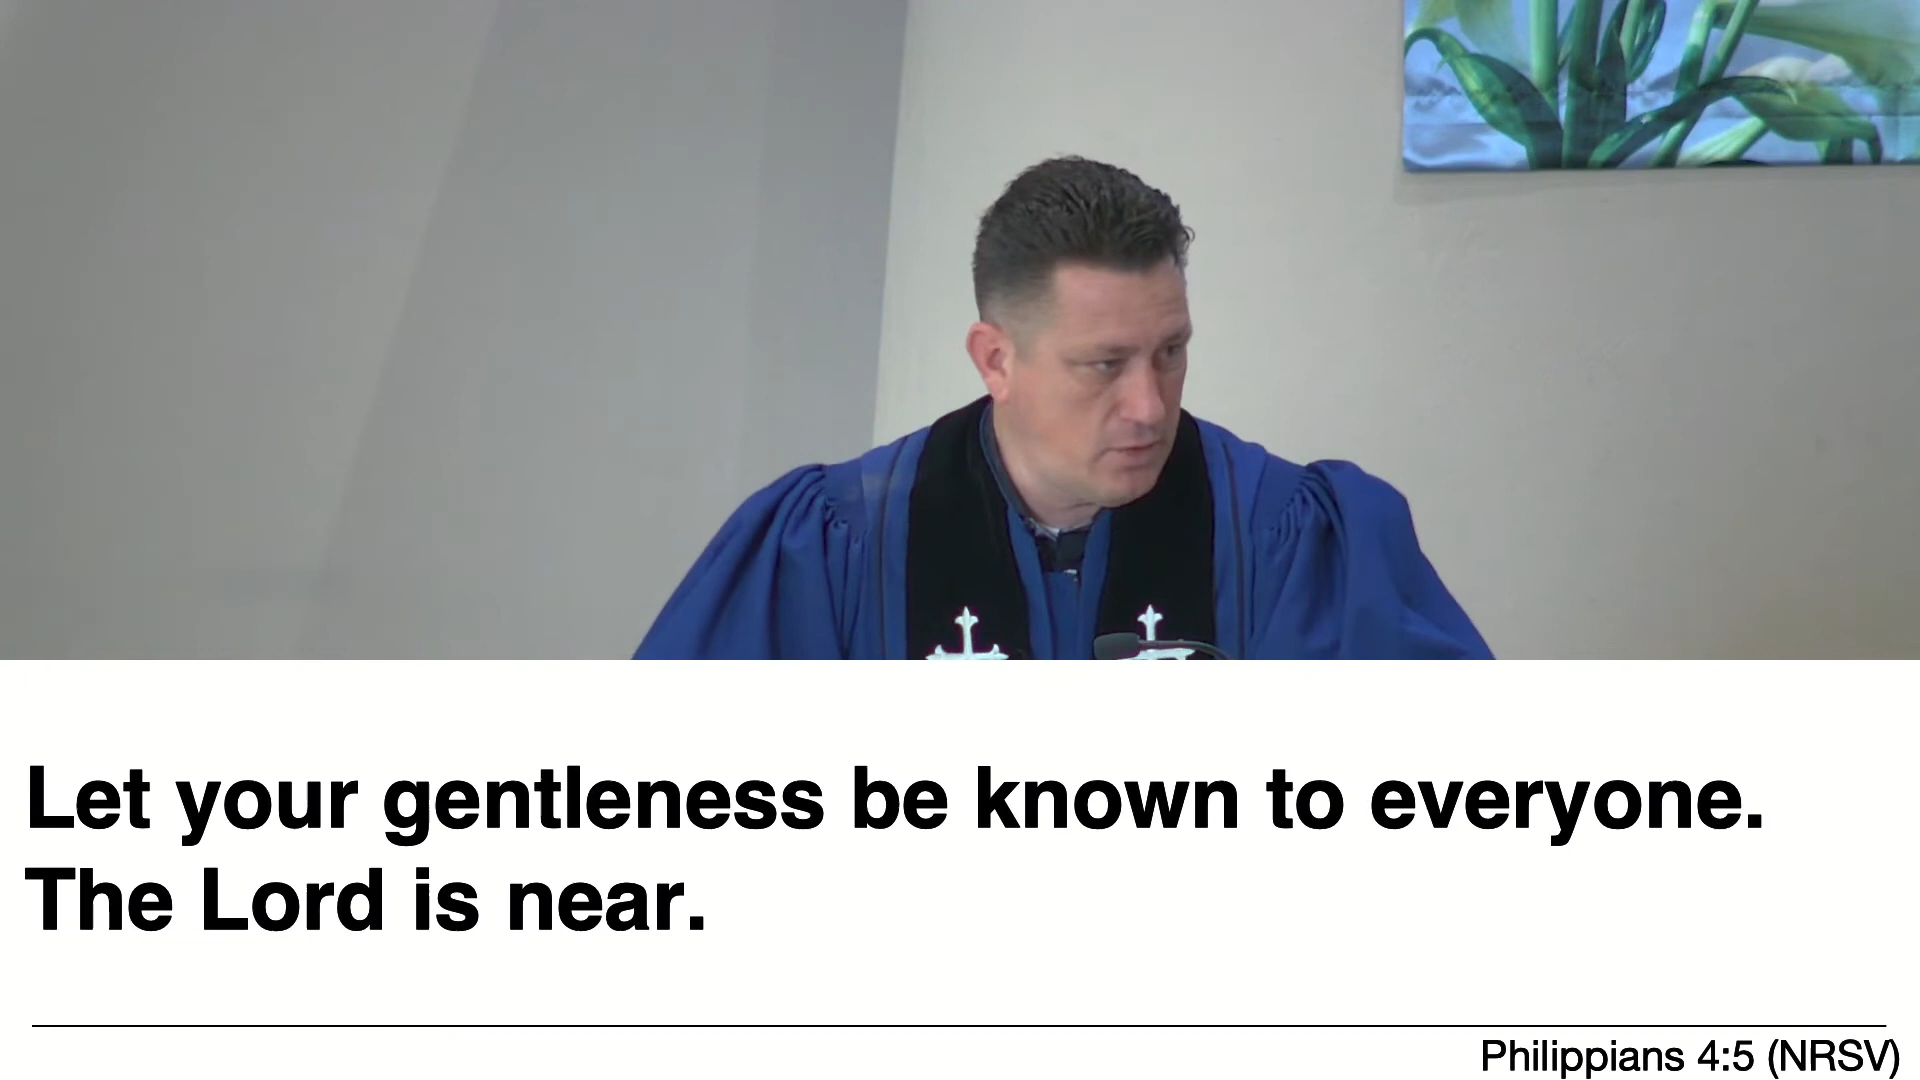 Let your gentleness be known to everyone.
The Lord is near.
Philippians 4:5 (NRSV)